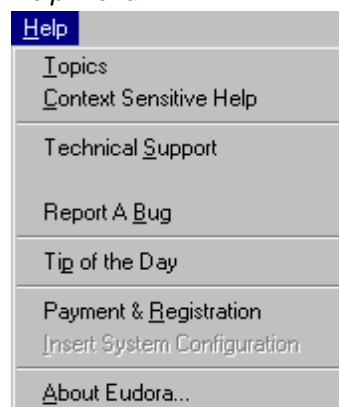 Help
Topics
Context Sensitive Help
Technical Support
Report A Bug
Tip of the Day
Payment & Registration
Insert System Configuration
About Eudora...